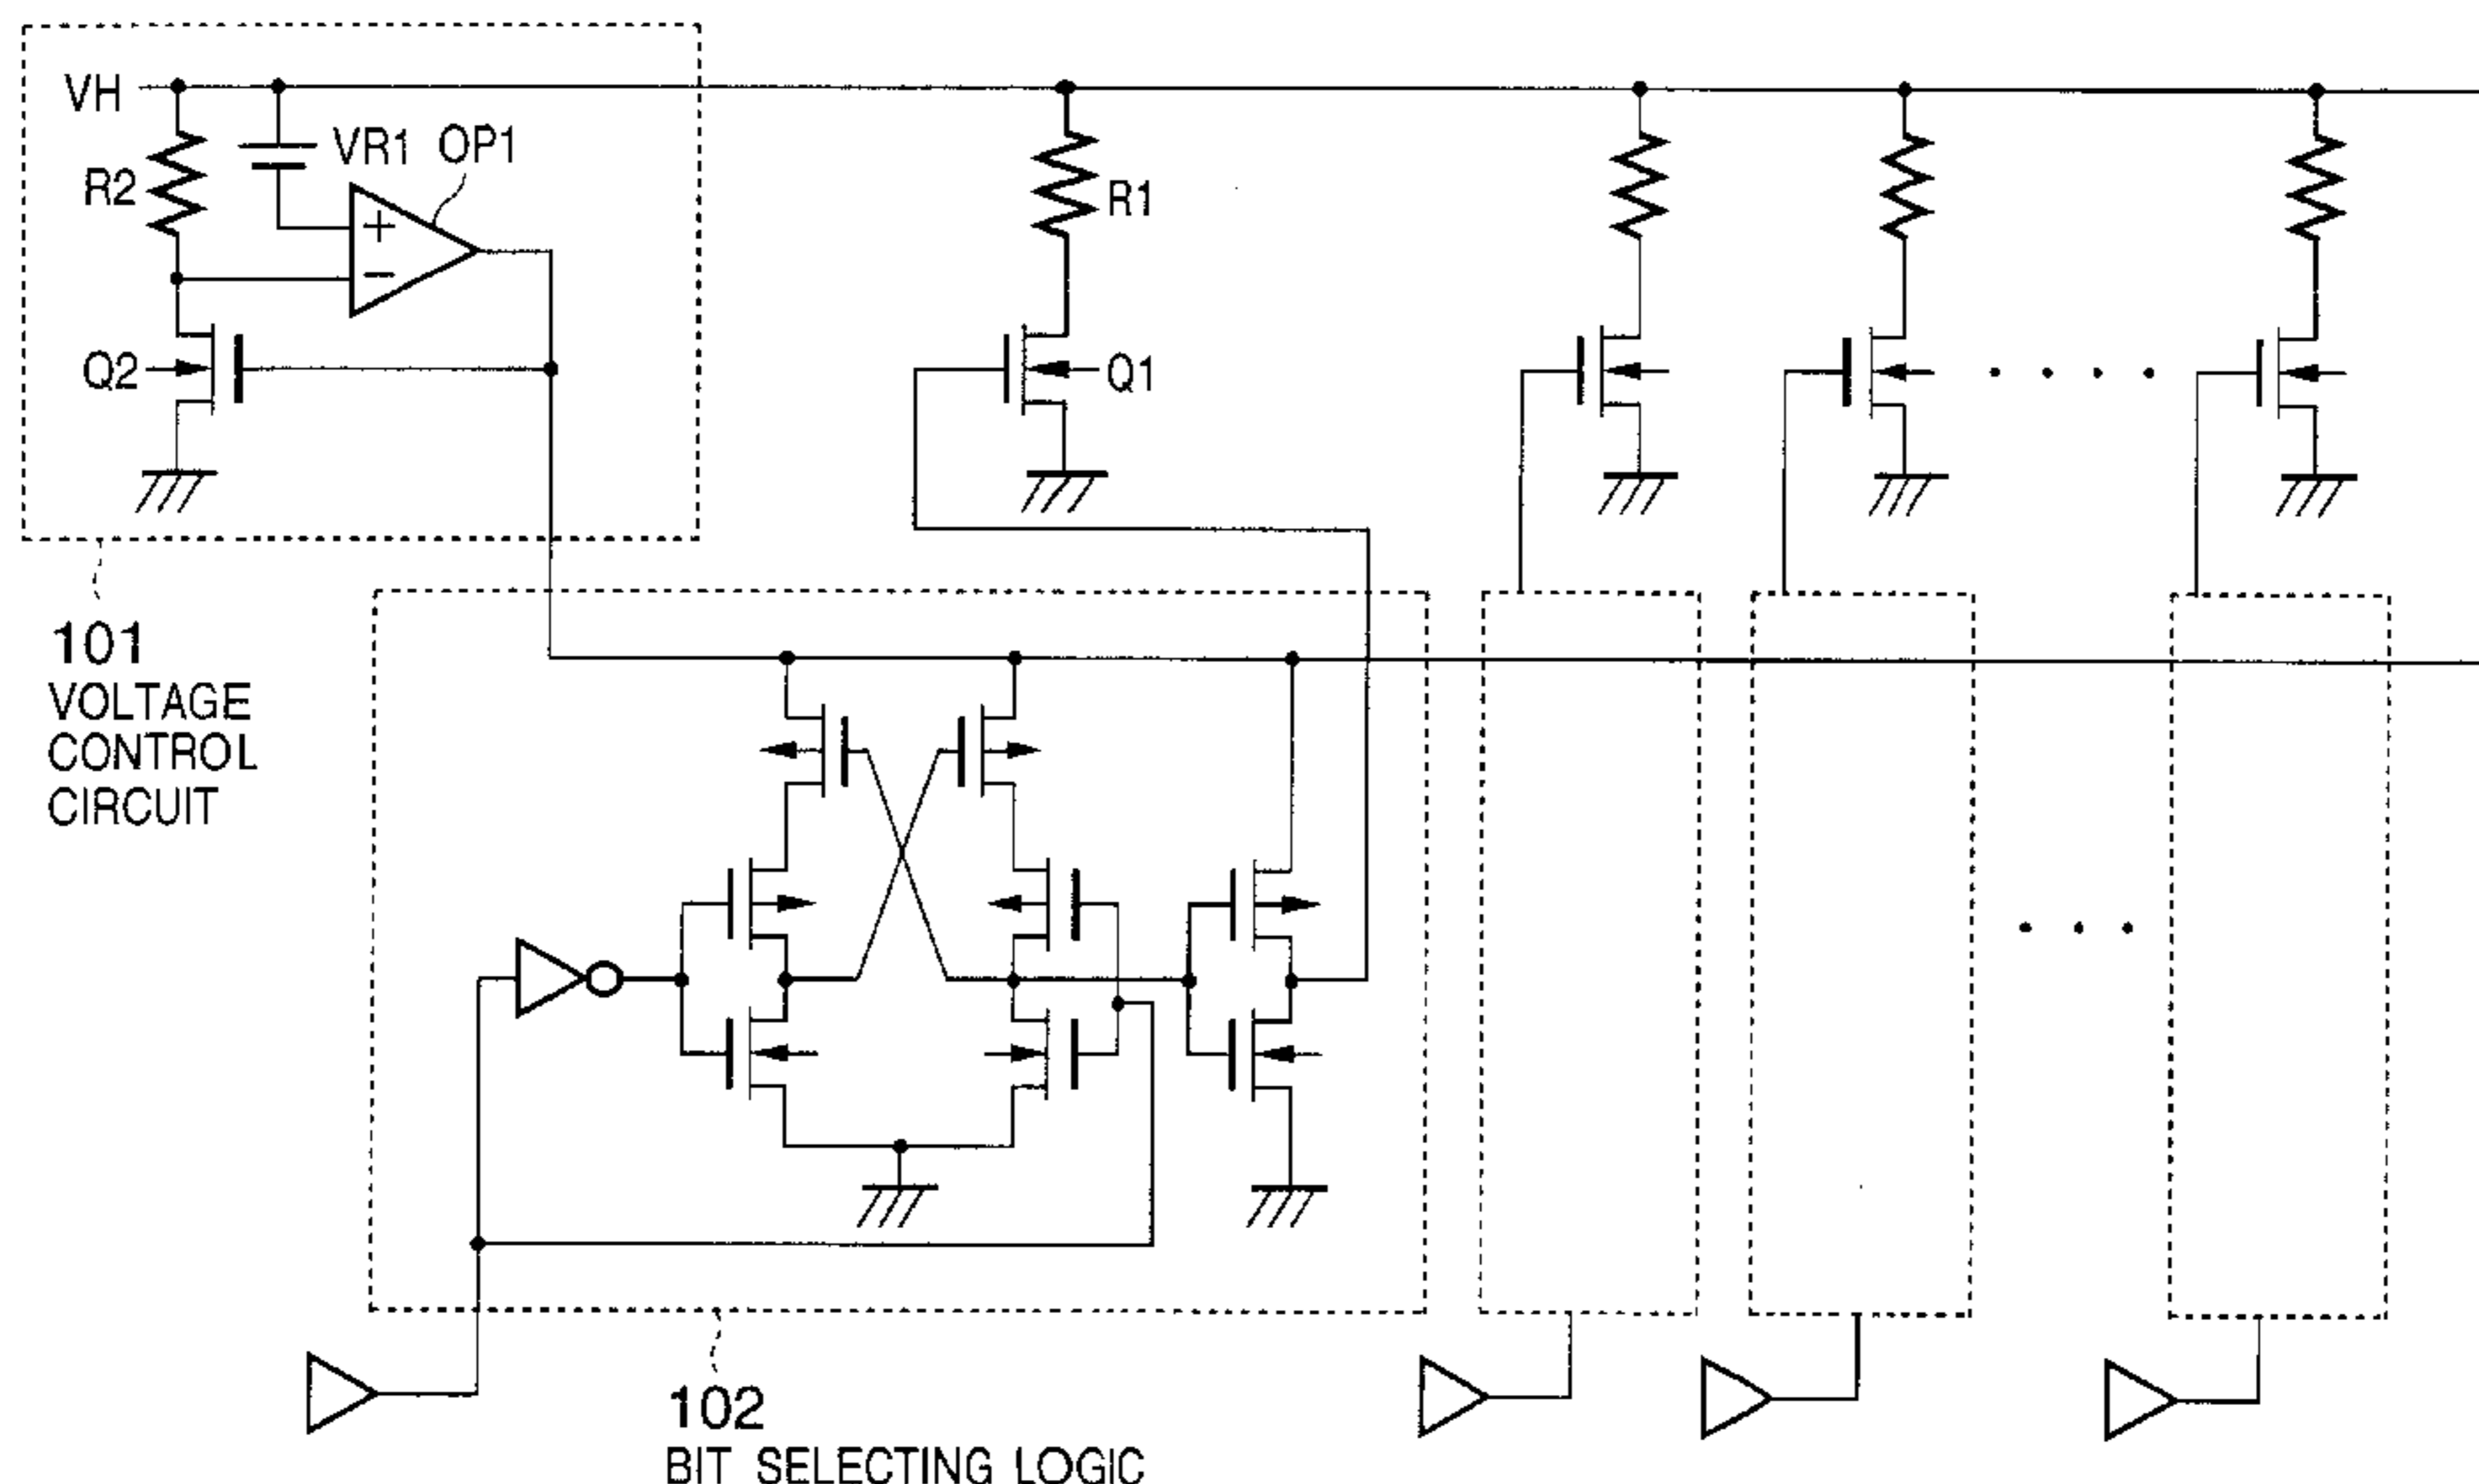 VH
VR1 OP1
R2
R1
Q2
Q1
+
−
101
VOLTAGE
CONTROL
CIRCUIT
102
BIT SELECTING LOGIC